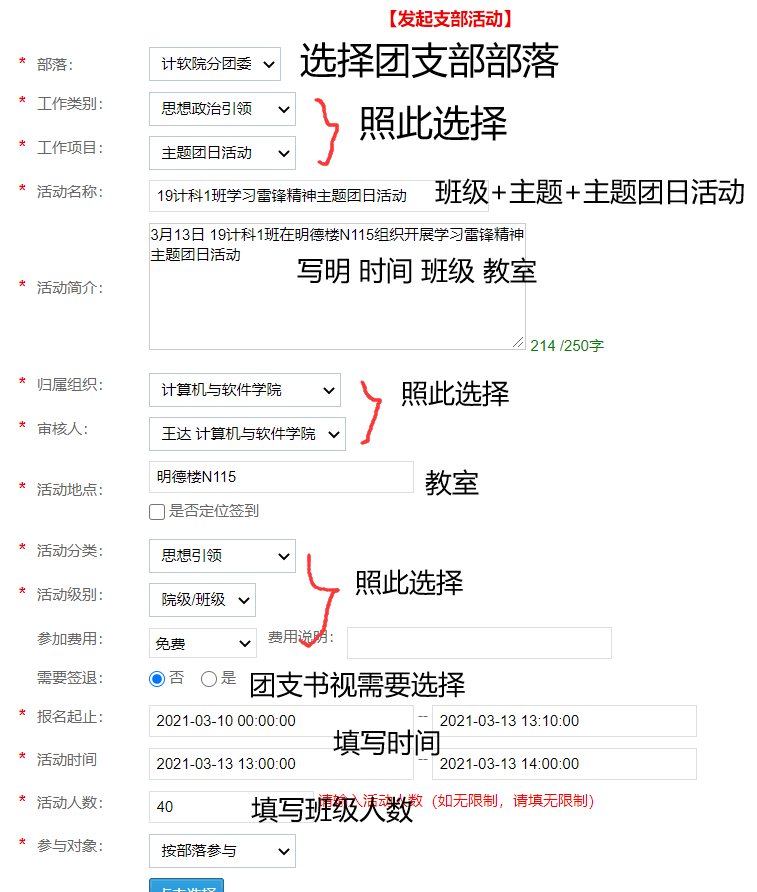 【发起支部活动】
* 部落： 计软院分团委 选择团支部部落
* 工作类别： 思想政治引领
照此选择
* 工作项目： 主题团日活动
* 活动名称： 19计科1班学习雷锋精神主题团日活动 班级+主题+主题团日活动
3月13日 19计科1班在明德楼N115组织开展学习雷锋精神
主题团日活动
写明 时间 班级 教室
* 活动简介：
214 /250字
* 归属组织： 计算机与软件学院
照此选择
* 审核人： 王达 计算机与软件学院
明德楼N115
* 活动地点： 教室
是否定位签到
* 活动分类： 思想引领
照此选择
* 活动级别： 院级/班级
参加费用： 免费 费用说明：
需要签退： 否 是 团支书视需要选择
* 报名起止： 2021-03-10 00:00:00 -- 2021-03-13 13:10:00
填写时间
* 活动时间 2021-03-13 13:00:00 -- 2021-03-13 14:00:00
* 活动人数： 40 填写班级人数 请输入活动人数（如无限制，请填无限制）
* 参与对象： 按部落参与
点击选择